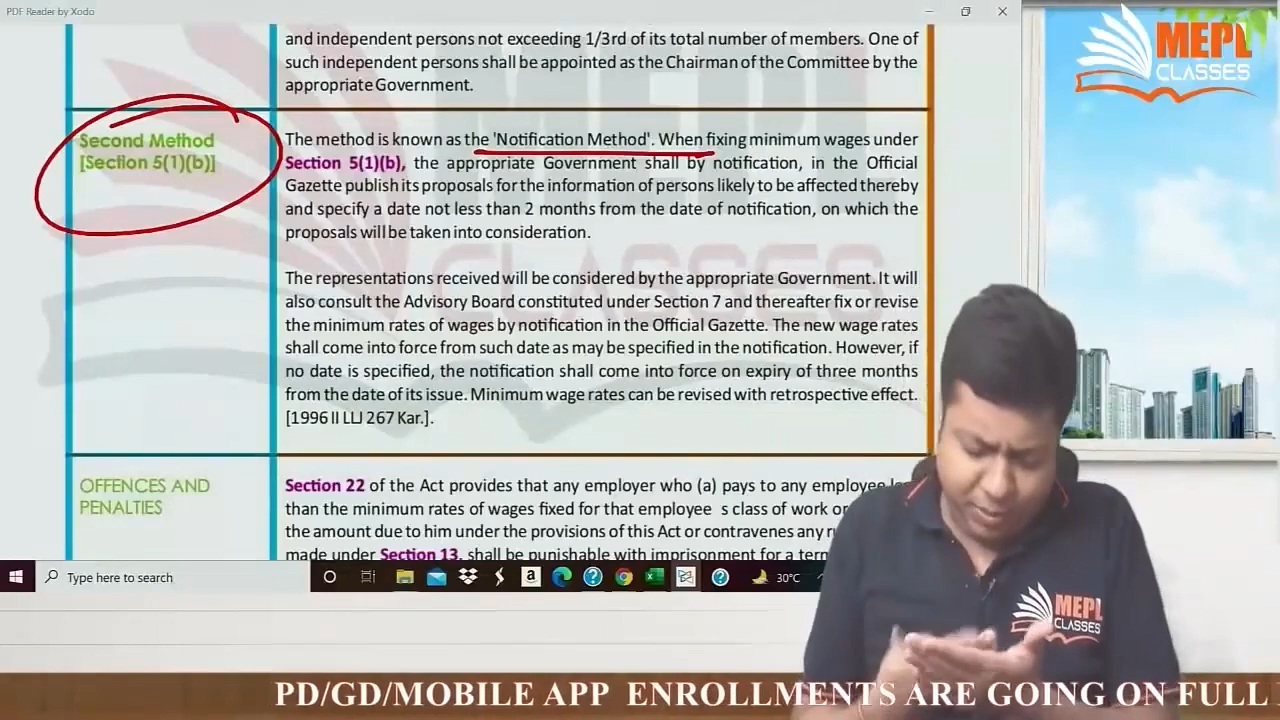 PDF Reader by Xodo
MEPL
CLASSES
and independent persons not exceeding 1/3rd of its total number of members. One of
such independent persons shall be appointed as the Chairman of the Committee by the
appropriate Government.
Second Method
[Section 5(1)(b)]
The method is known as the 'Notification Method'. When fixing minimum wages under
Section 5(1)(b), the appropriate Government shall by notification, in the Official
Gazette publish its proposals for the information of persons likely to be affected thereby
and specify a date not less than 2 months from the date of notification, on which the
proposals will be taken into consideration.
The representations received will be considered by the appropriate Government. It will
also consult the Advisory Board constituted under Section 7 and thereafter fix or revise
the minimum rates of wages by notification in the Official Gazette. The new wage rates
shall come into force from such date as may be specified in the notification. However, if
no date is specified, the notification shall come into force on expiry of three months
from the date of its issue. Minimum wage rates can be revised with retrospective effect.
[1996 II LLJ 267 Kar.].
OFFENCES AND
PENALTIES
Section 22 of the Act provides that any employer who (a) pays to any employee
than the minimum rates of wages fixed for that employee s class of work or
the amount due to him under the provisions of this Act or contravenes any
made under Section 13, shall be punishable with imprisonment for a term
Type here to search
30°C
MEPL
CLASSES
PD/GD/MOBILE APP ENROLLMENTS ARE GOING ON FULL